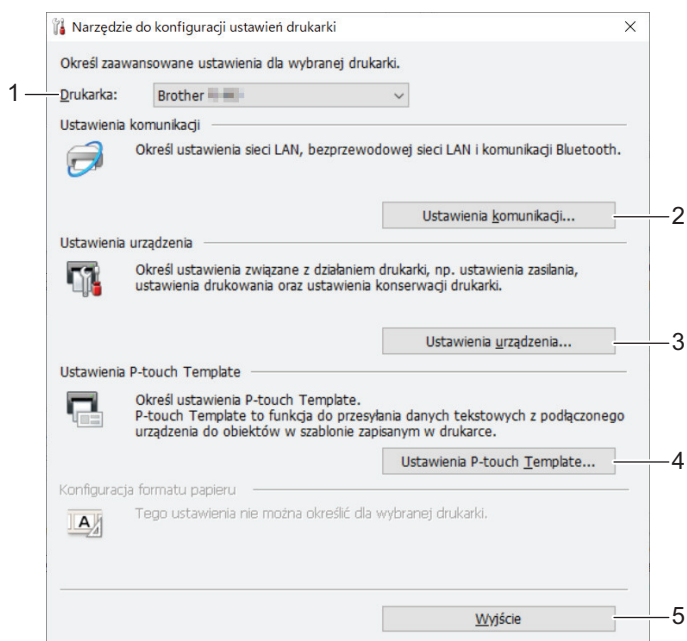 Narzędzie do konfiguracji ustawień drukarki
Określ zaawansowane ustawienia dla wybranej drukarki.
1
Drukarka: Brother
Ustawienia komunikacji
Określ ustawienia sieci LAN, bezprzewodowej sieci LAN i komunikacji Bluetooth.
Ustawienia komunikacji...
2
Ustawienia urządzenia
Określ ustawienia związane z działaniem drukarki, np. ustawienia zasilania,
ustawienia drukowania oraz ustawienia konserwacji drukarki.
Ustawienia urządzenia...
3
Ustawienia P-touch Template
Określ ustawienia P-touch Template.
P-touch Template to funkcja do przesyłania danych tekstowych z podłączonego
urządzenia do obiektów w szablonie zapisanym w drukarce.
Ustawienia P-touch Template...
4
Konfiguracja formatu papieru
A
Tego ustawienia nie można określić dla wybranej drukarki.
Wyjście
5